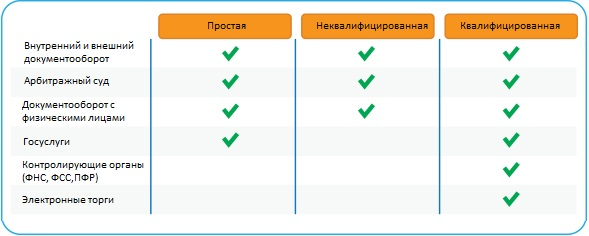 Простая Неквалифицированная Квалифицированная
Внутренний и внешний
документооборот
Арбитражный суд
Документооборот с
физическими лицами
Госуслуги
Контролирующие органы
(ФНС, ФСС,ПФР)
Электронные торги